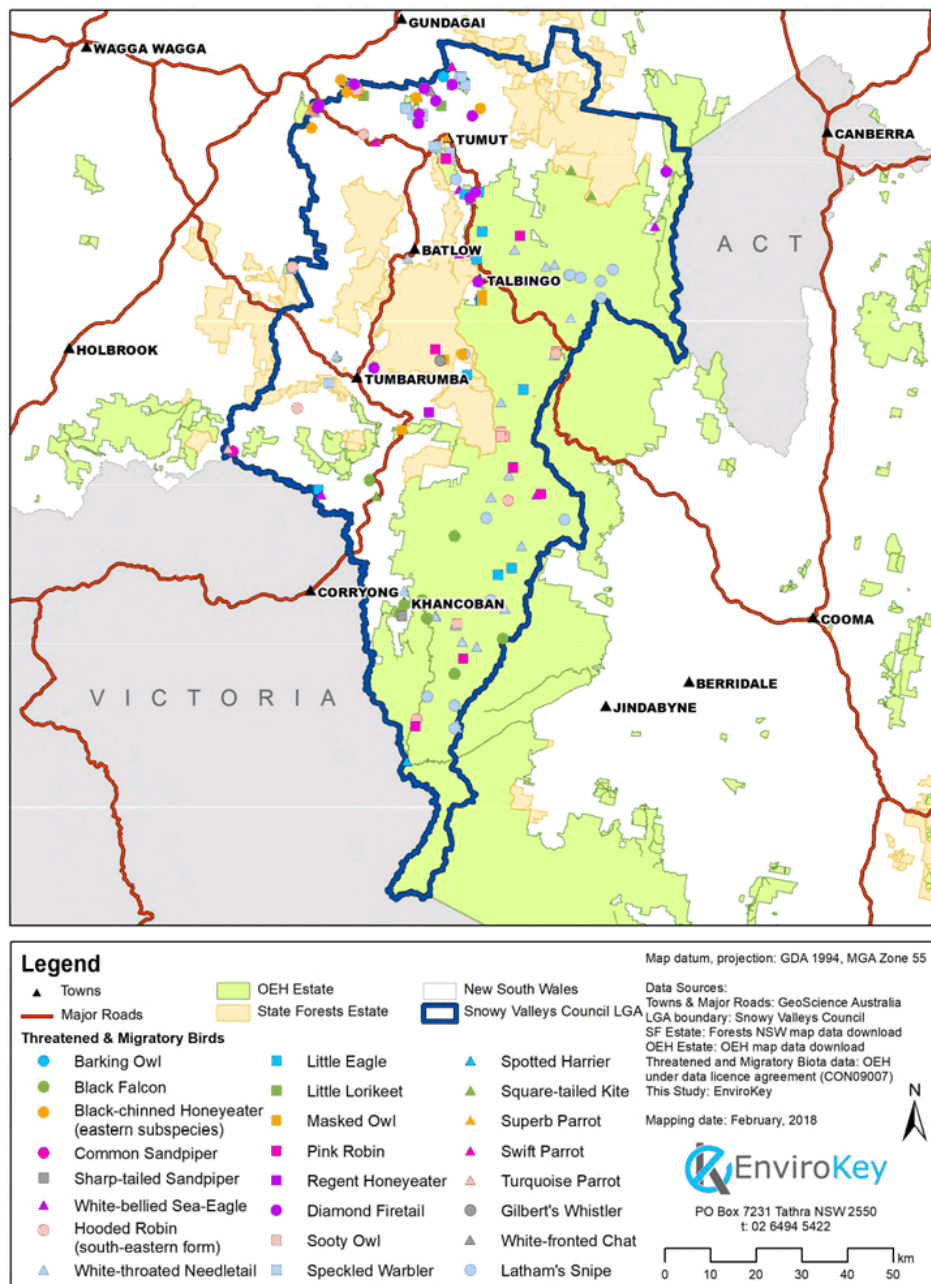 GUNDAGAI
WAGGA WAGGA
CANBERRA
TUMUT
A C T
BATLOW
TALBINGO
HOLBROOK
TUMBARUMBA
CORRYONG
KHANCOBAN
COOMA
VICTORIA
BERRIDALE
JINDABYNE
Legend
Towns
Major Roads
OEH Estate
State Forests Estate
New South Wales
Snowy Valleys Council LGA
Threatened & Migratory Birds
Barking Owl
Black Falcon
Black-chinned Honeyeater
(eastern subspecies)
Common Sandpiper
Sharp-tailed Sandpiper
White-bellied Sea-Eagle
Hooded Robin
(south-eastern form)
White-throated Needletail
Little Eagle
Little Lorikeet
Masked Owl
Pink Robin
Regent Honeyeater
Diamond Firetail
Sooty Owl
Speckled Warbler
Spotted Harrier
Square-tailed Kite
Superb Parrot
Swift Parrot
Turquoise Parrot
Gilbert's Whistler
White-fronted Chat
Latham's Snipe
Map datum, projection: GDA 1994, MGA Zone 55
Data Sources:
Towns & Major Roads: GeoScience Australia
LGA boundary: Snowy Valleys Council
SF Estate: Forests NSW map data download
OEH Estate: OEH map data download
Threatened and Migratory Biota data: OEH
under data licence agreement (CON09007)
This Study: EnviroKey
Mapping date: February, 2018
N
EnviroKey
PO Box 7231 Tathra NSW 2550
t: 02 6494 5422
km
0 10 20 30 40 50